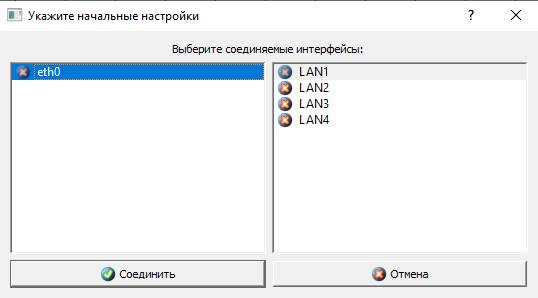 Укажите начальные настройки
?
Выберите соединяемые интерфейсы:
eth0
LAN1
LAN2
LAN3
LAN4
Соединить
Отмена